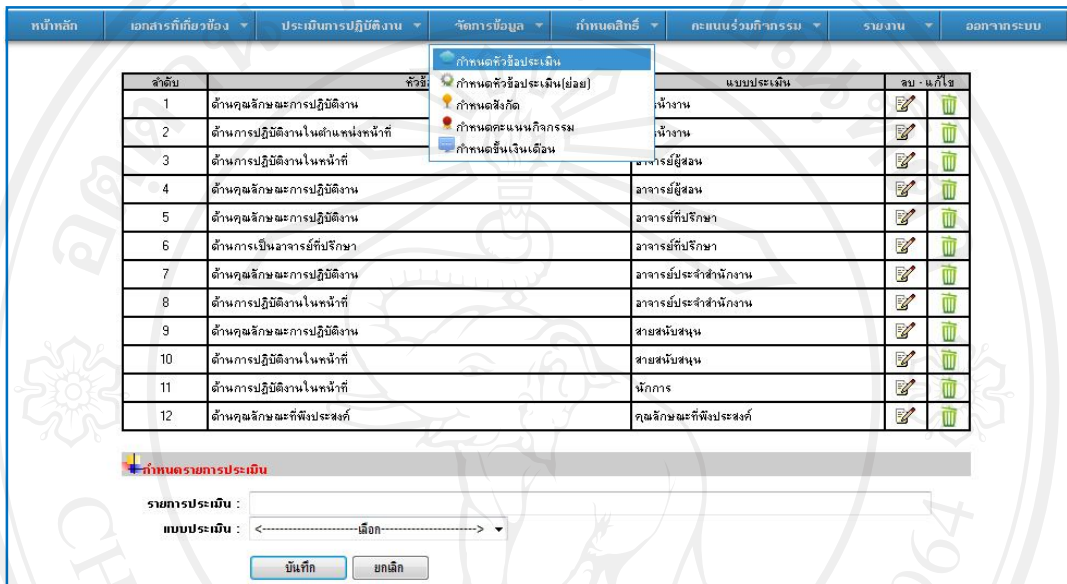 หน้าหลัก เอกสารที่เกี่ยวข้อง ประเมินการปฏิบัติงาน จัดการข้อมูล กำหนดสิทธิ์ คะแนนร่วมกิจกรรม รายงาน ออกจากระบบ
กำหนดหัวข้อประเมิน
กำหนดหัวข้อประเมิน(ย่อย)
กำหนดสังกัด
กำหนดคะแนนกิจกรรม
กำหนดขั้นเงินเดือน
ลำดับ แบบประเมิน ลบ - แก้ไข
1 ด้านคุณลักษณะการปฏิบัติงาน
2 ด้านการปฏิบัติงานในตำแหน่งหน้าที่
3 ด้านการปฏิบัติงานในหน้าที่ อาจารย์ผู้สอน
4 ด้านคุณลักษณะการปฏิบัติงาน อาจารย์ผู้สอน
5 ด้านคุณลักษณะการปฏิบัติงาน อาจารย์ที่ปรึกษา
6 ด้านการเป็นอาจารย์ที่ปรึกษา อาจารย์ที่ปรึกษา
7 ด้านคุณลักษณะการปฏิบัติงาน อาจารย์ประจำสำนักงาน
8 ด้านการปฏิบัติงานในหน้าที่ อาจารย์ประจำสำนักงาน
9 ด้านคุณลักษณะการปฏิบัติงาน สายสนับสนุน
10 ด้านการปฏิบัติงานในหน้าที่ สายสนับสนุน
11 ด้านการปฏิบัติงานในหน้าที่ นักการ
12 ด้านคุณลักษณะที่พึงประสงค์ คุณลักษณะที่พึงประสงค์
กำหนดรายการประเมิน
รายการประเมิน :
แบบประเมิน : <-----------------------เลือก----------------------->
บันทึก ยกเลิก